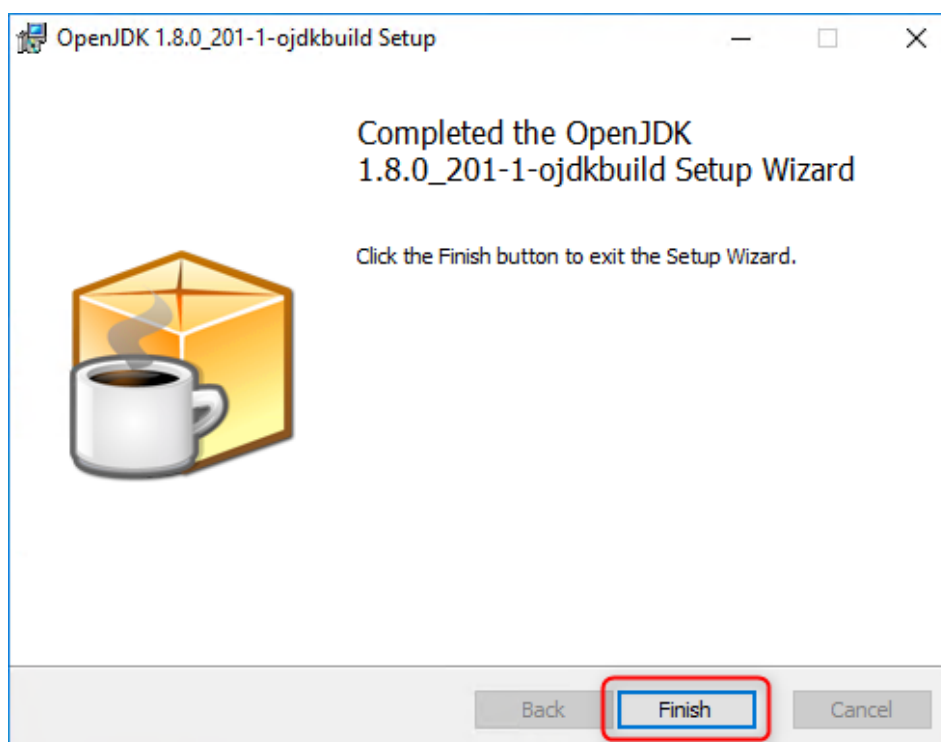 OpenJDK 1.8.0_201-1-ojdkbuild Setup
Completed the OpenJDK
1.8.0_201-1-ojdkbuild Setup Wizard
Click the Finish button to exit the Setup Wizard.
Back
Finish
Cancel